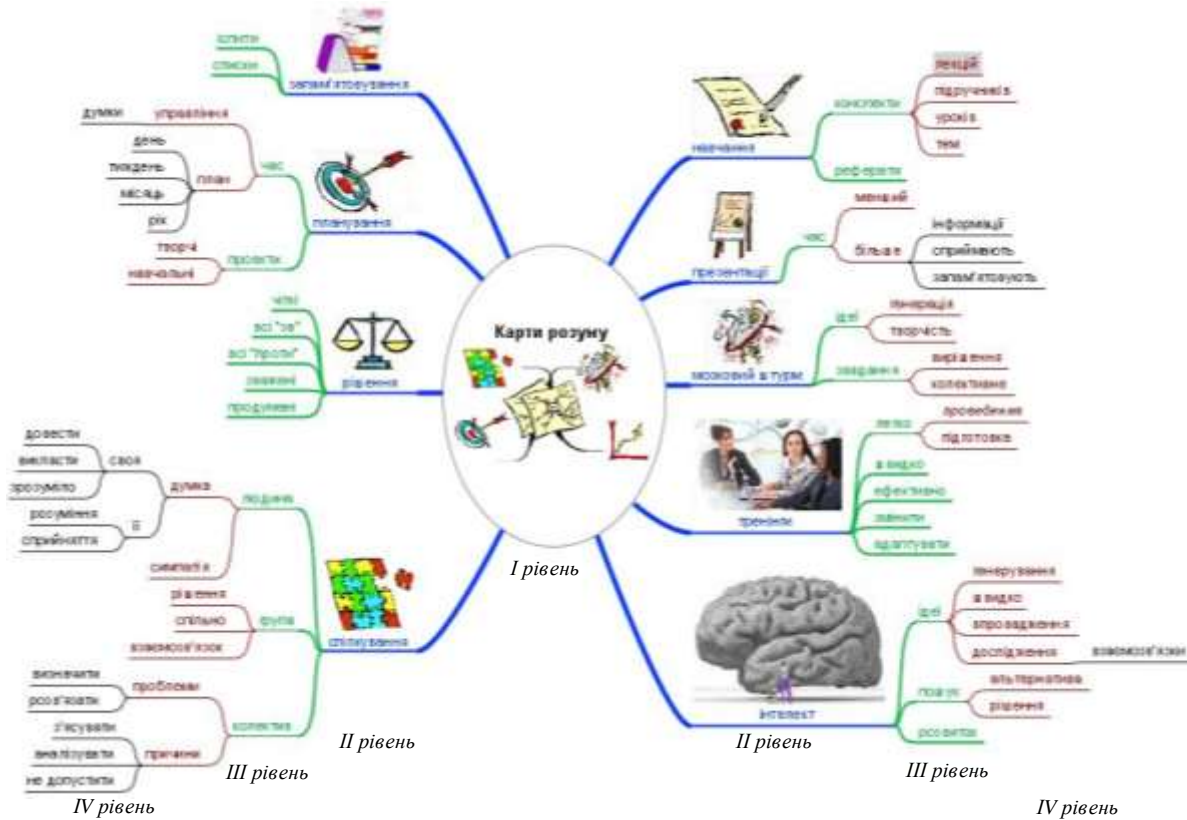 Карти розуму
I рівень
запам'ятовування
іспити
списки
планування
час
управління
думки
план
день
тиждень
місяць
рік
проекти
творчі
навчальні
рішення
чіткі
всі "за"
всі "проти"
зважені
продумані
спілкування
людина
думка
своя
довести
викласти
зрозуміло
її
розуміння
сприйняття
симпатія
група
рішення
спільно
взаємозв'язок
колектив
проблеми
визначити
розв'язати
причини
з'ясувати
аналізувати
не допустити
II рівень
III рівень
IV рівень
навчання
конспекти
лекцій
підручників
уроків
тем
реферати
презентації
час
менший
більше
інформації
сприймають
запам'ятовують
мозковий штурм
ідеї
генерація
творчість
завдання
вирішення
колективне
тренінги
легко
проведення
підготовка
швидко
ефективно
змінити
адаптувати
інтелект
ідеї
генерування
швидко
впровадження
дослідження
взаємозв'язки
пошук
альтернатива
рішення
розвиток
II рівень
III рівень
IV рівень